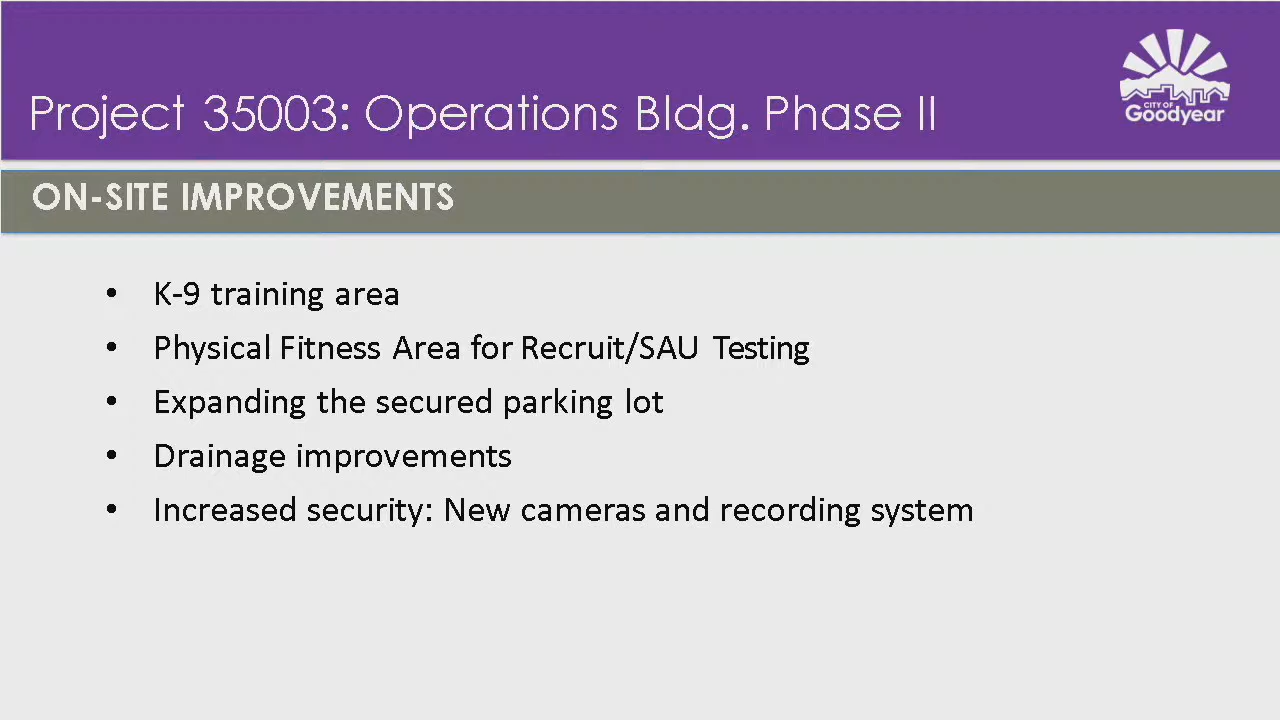 Project 35003: Operations Bldg. Phase II
CITY OF
Goodyear
ON-SITE IMPROVEMENTS
• K-9 training area
• Physical Fitness Area for Recruit/SAU Testing
• Expanding the secured parking lot
• Drainage improvements
• Increased security: New cameras and recording system